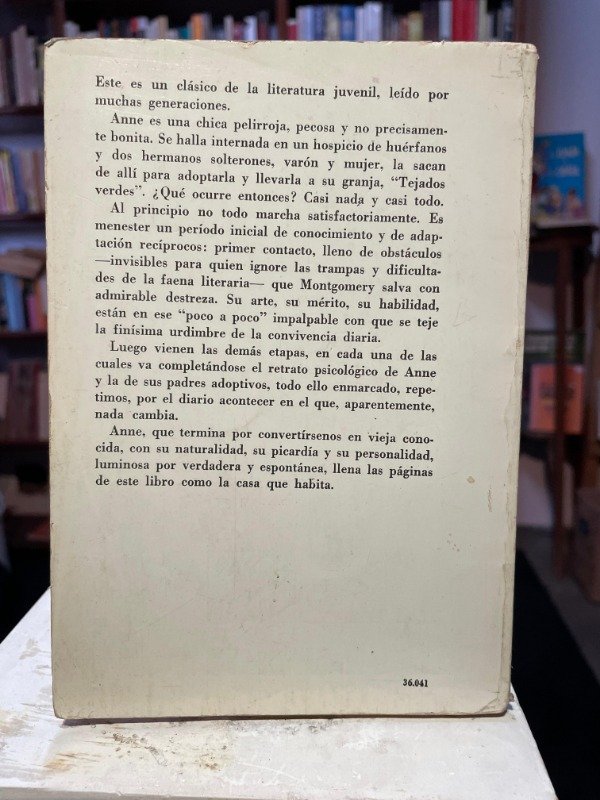 Este es un clásico de la literatura juvenil, leído por
muchas generaciones.
Anne es una chica pelirroja, pecosa y no precisamen-
te bonita. Se halla internada en un hospicio de huérfanos
y dos hermanos solterones, varón y mujer, la sacan
de allí para adoptarla y llevarla a su granja, “Tejados
verdes”. ¿Qué ocurre entonces? Casi nada y casi todo.
Al principio no todo marcha satisfactoriamente. Es
menester un período inicial de conocimiento y de adap-
tación recíprocos: primer contacto, lleno de obstáculos
—invisibles para quien ignore las trampas y dificulta-
des de la faena literaria— que Montgomery salva con
admirable destreza. Su arte, su mérito, su habilidad,
están en ese “poco a poco” impalpable con que se teje
la finísima urdimbre de la convivencia diaria.
Luego vienen las demás etapas, en cada una de las
cuales va completándose el retrato psicológico de Anne
y la de sus padres adoptivos, todo ello enmarcado, repe-
timos, por el diario acontecer en el que, aparentemente,
nada cambia.
Anne, que termina por convertírsenos en vieja cono-
cida, con su naturalidad, su picardía y su personalidad,
luminosa por verdadera y espontánea, llena las páginas
de este libro como la casa que habita.
36.041